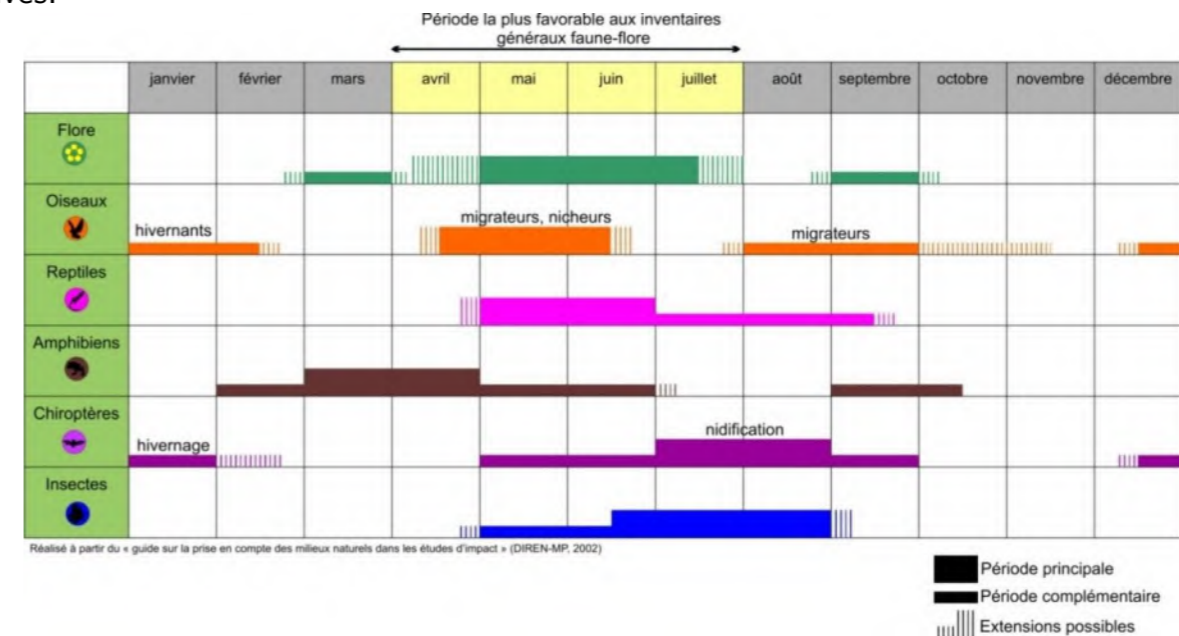 Période la plus favorable aux inventaires
généraux faune-flore
janvier février mars avril mai juin juillet août septembre octobre novembre décembre
Flore
Oiseaux
hivernants
migrateurs, nicheurs
migrateurs
Reptiles
Amphibiens
Chiroptères
hivernage
nidification
Insectes
Réalisé à partir du « guide sur la prise en compte des milieux naturels dans les études d'impact » (DIREN-MP, 2002)
Période principale
Période complémentaire
Extensions possibles